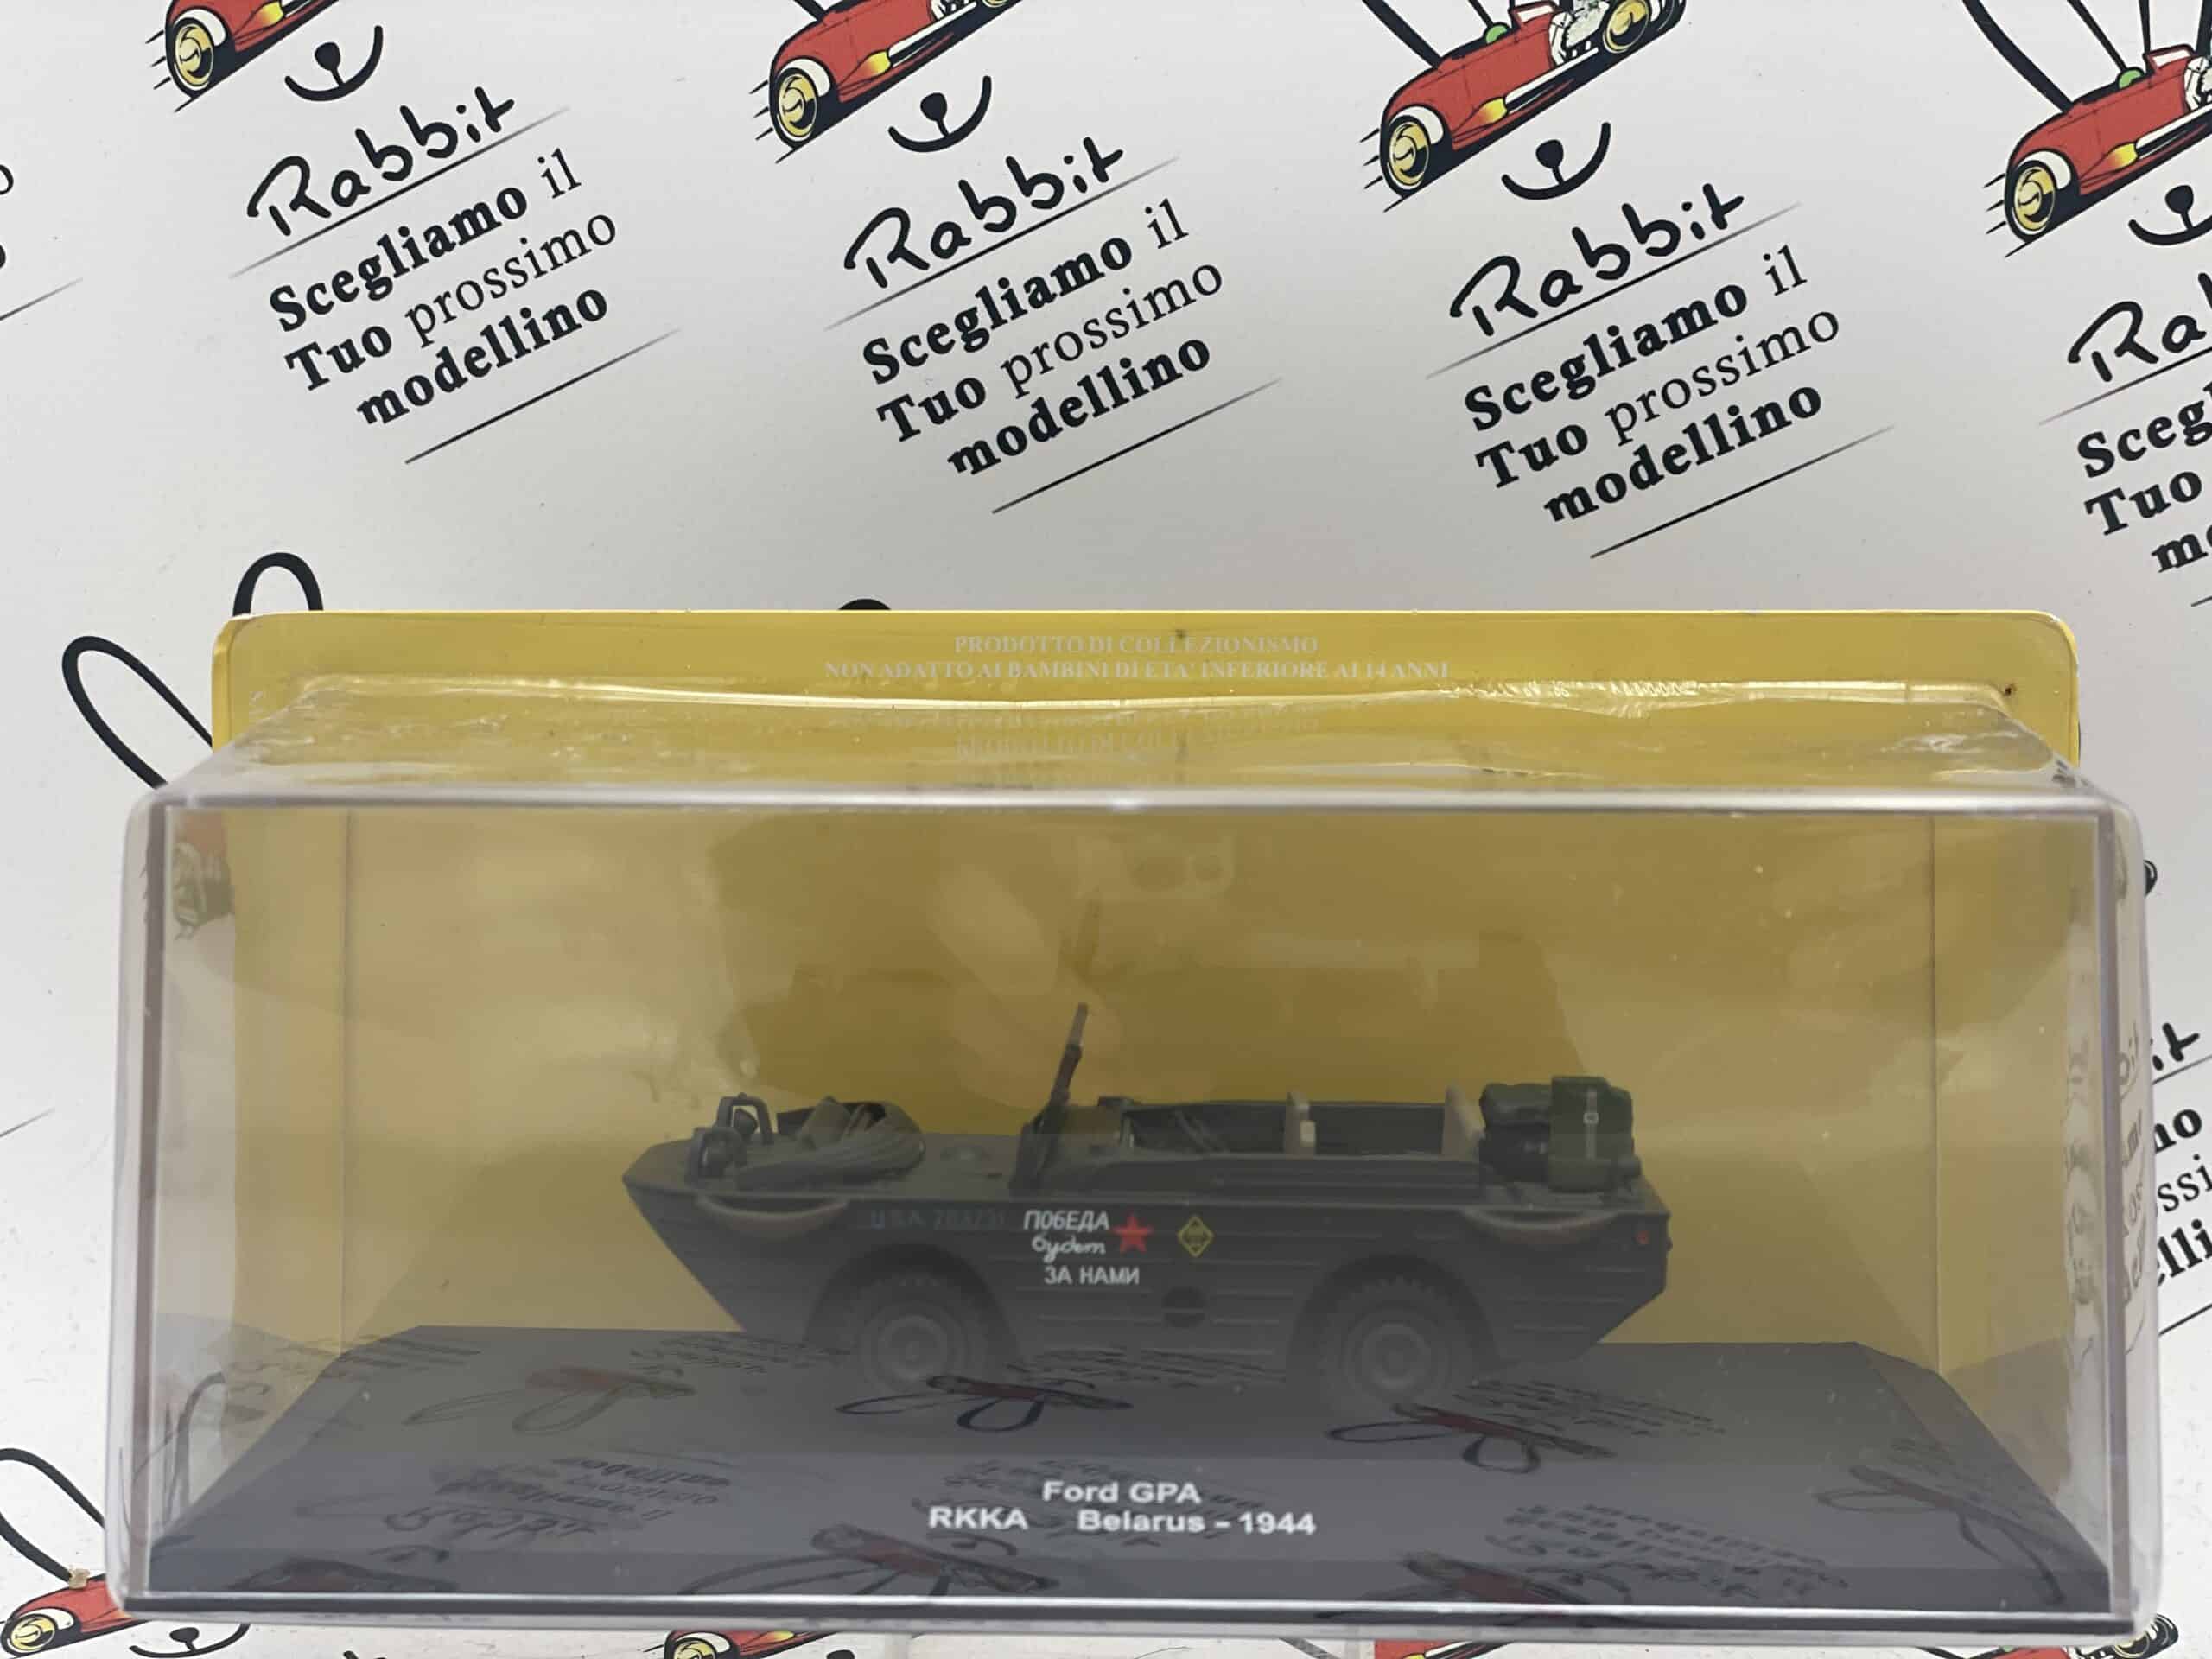 Rabbit
Scegliamo il
Tuo prossimo
modellino
Rabbit
Scegliamo il
Tuo prossimo
modellino
Rabbit
Scegliamo il
Tuo prossimo
modellino
PRODOTTO DI COLLEZIONISMO
NON ADATTO AI BAMBINI DI ETA' INFERIORE AI 14 ANNI
U.S.A.
ПОБЕДА
будет
ЗА НАМИ
Ford GPA
RKKA Belarus - 1944